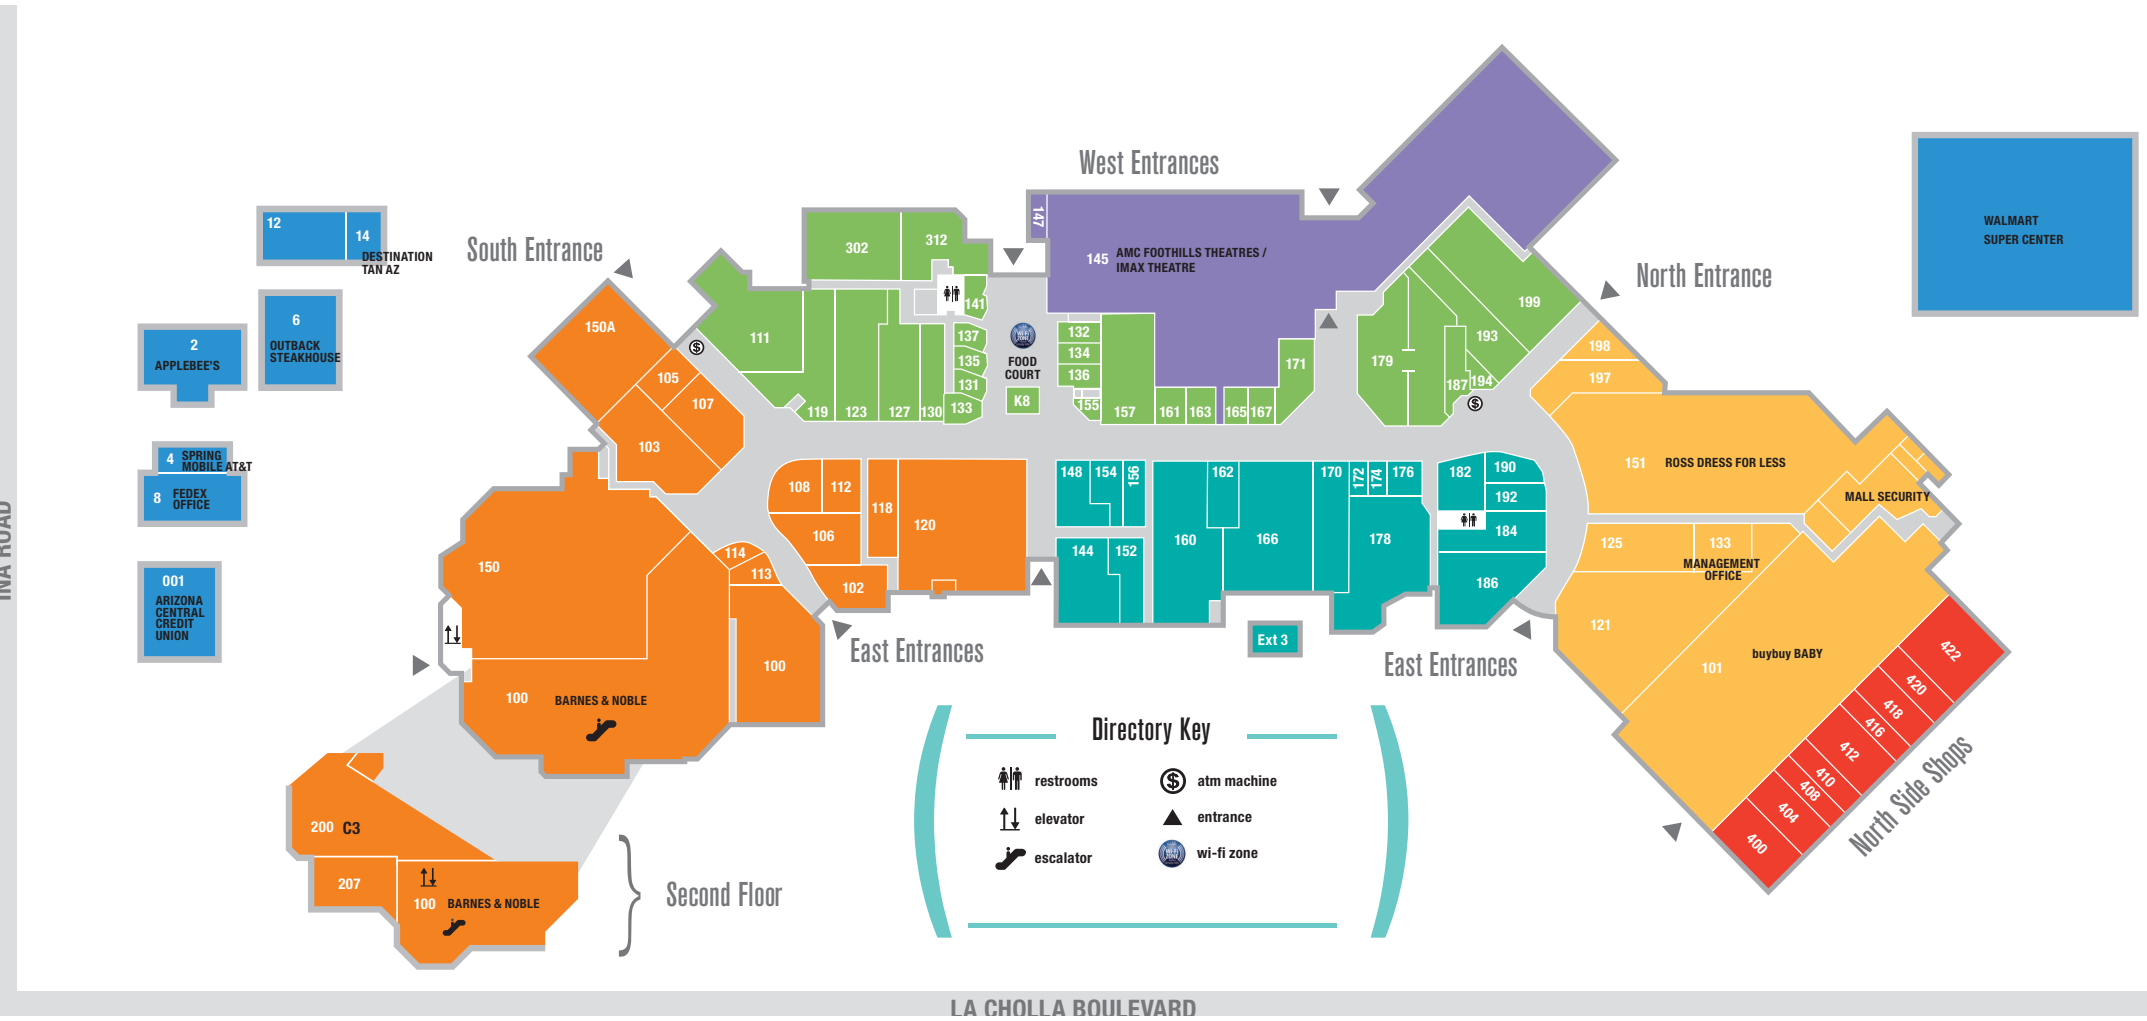 West Entrances
South Entrance
North Entrance
12
14
DESTINATION
TAN AZ
6
OUTBACK
STEAKHOUSE
2
APPLEBEE'S
4
SPRING
MOBILE AT&T
8
FEDEX
OFFICE
001
ARIZONA
CENTRAL
CREDIT
UNION
INA ROAD
WALMART
SUPER CENTER
147
145
AMC FOOTHILLS THEATRES /
IMAX THEATRE
302
312
141
111
119
123
127
130
137
135
131
133
WI-FI
ZONE
FOOD
COURT
K8
132
134
136
155
157
161
163
165
167
171
179
187
194
193
199
$
$
150A
105
107
103
150
100
BARNES & NOBLE
100
114
113
108
112
106
102
118
120
148
154
156
144
152
160
162
166
170
172
174
176
178
182
190
192
184
186
Ext 3
East Entrances
East Entrances
198
197
151
ROSS DRESS FOR LESS
MALL SECURITY
125
133
MANAGEMENT
OFFICE
121
101
buybuy BABY
422
420
418
416
412
410
408
404
400
North Side Shops
200 C3
207
100
BARNES & NOBLE
Second Floor
Directory Key
restrooms
$
atm machine
elevator
entrance
escalator
WI-FI
ZONE
wi-fi zone
LA CHOLLA BOULEVARD